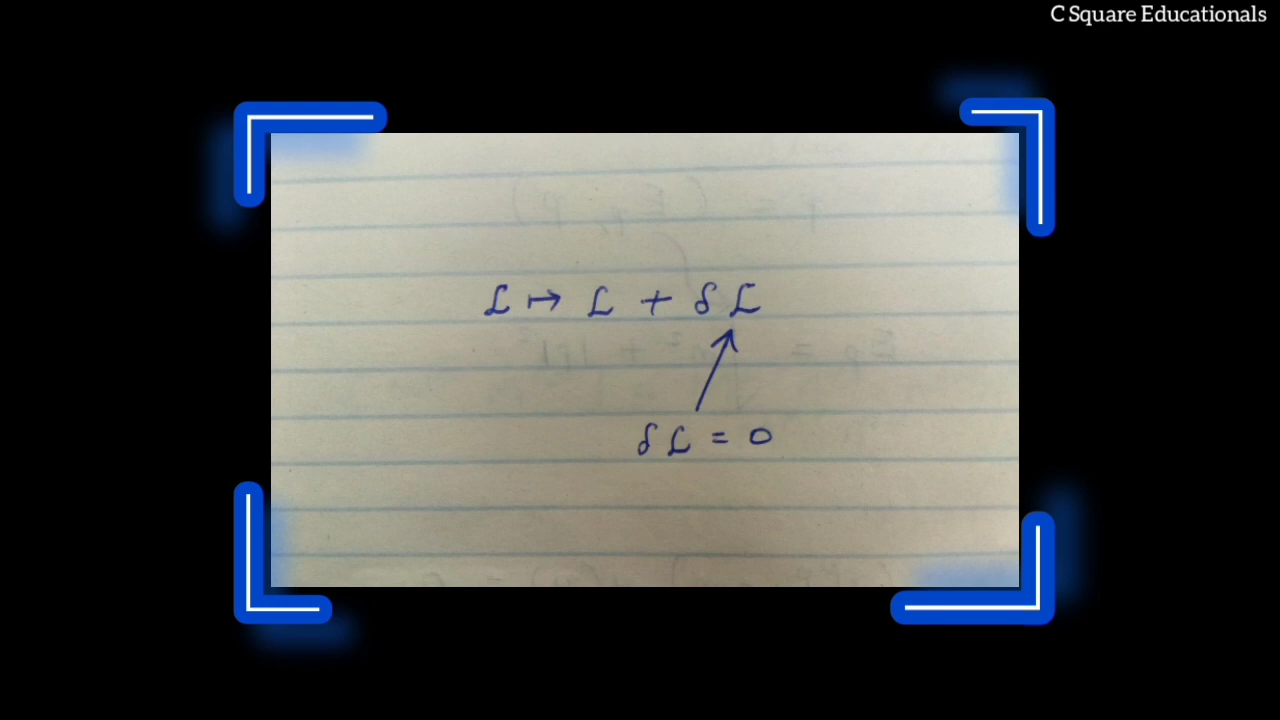 C Square Educationals
ℒ ↦ ℒ + δℒ
δℒ = 0